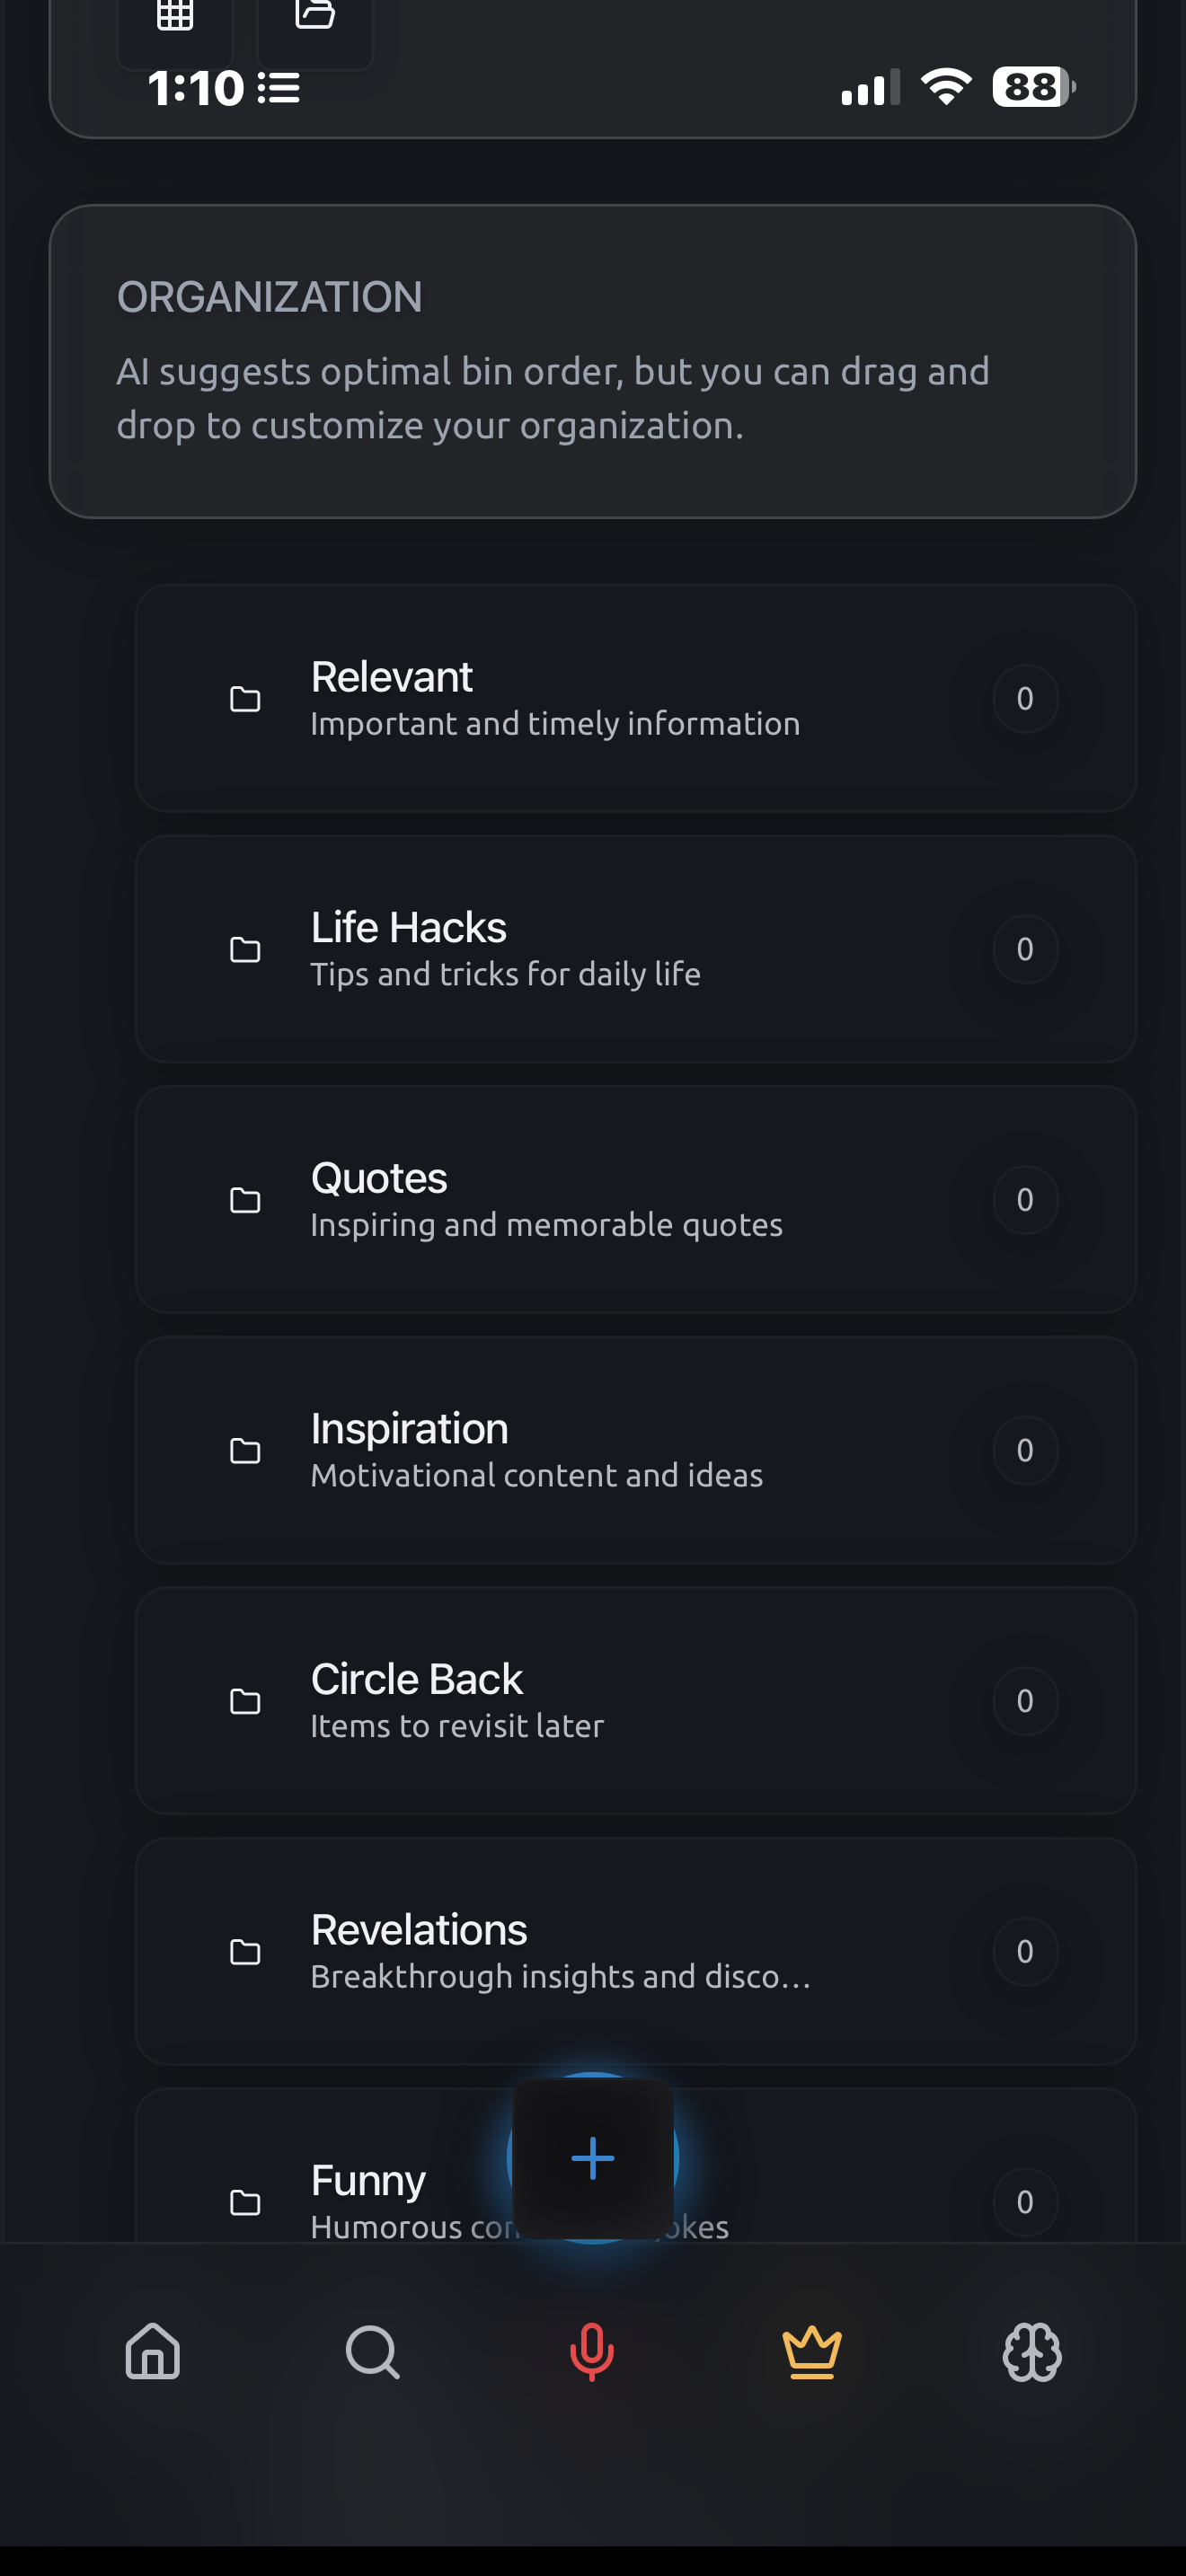 1:10
88
ORGANIZATION
AI suggests optimal bin order, but you can drag and
drop to customize your organization.
Relevant
Important and timely information
0
Life Hacks
Tips and tricks for daily life
0
Quotes
Inspiring and memorable quotes
0
Inspiration
Motivational content and ideas
0
Circle Back
Items to revisit later
0
Revelations
Breakthrough insights and disco...
0
Funny
Humorous
0